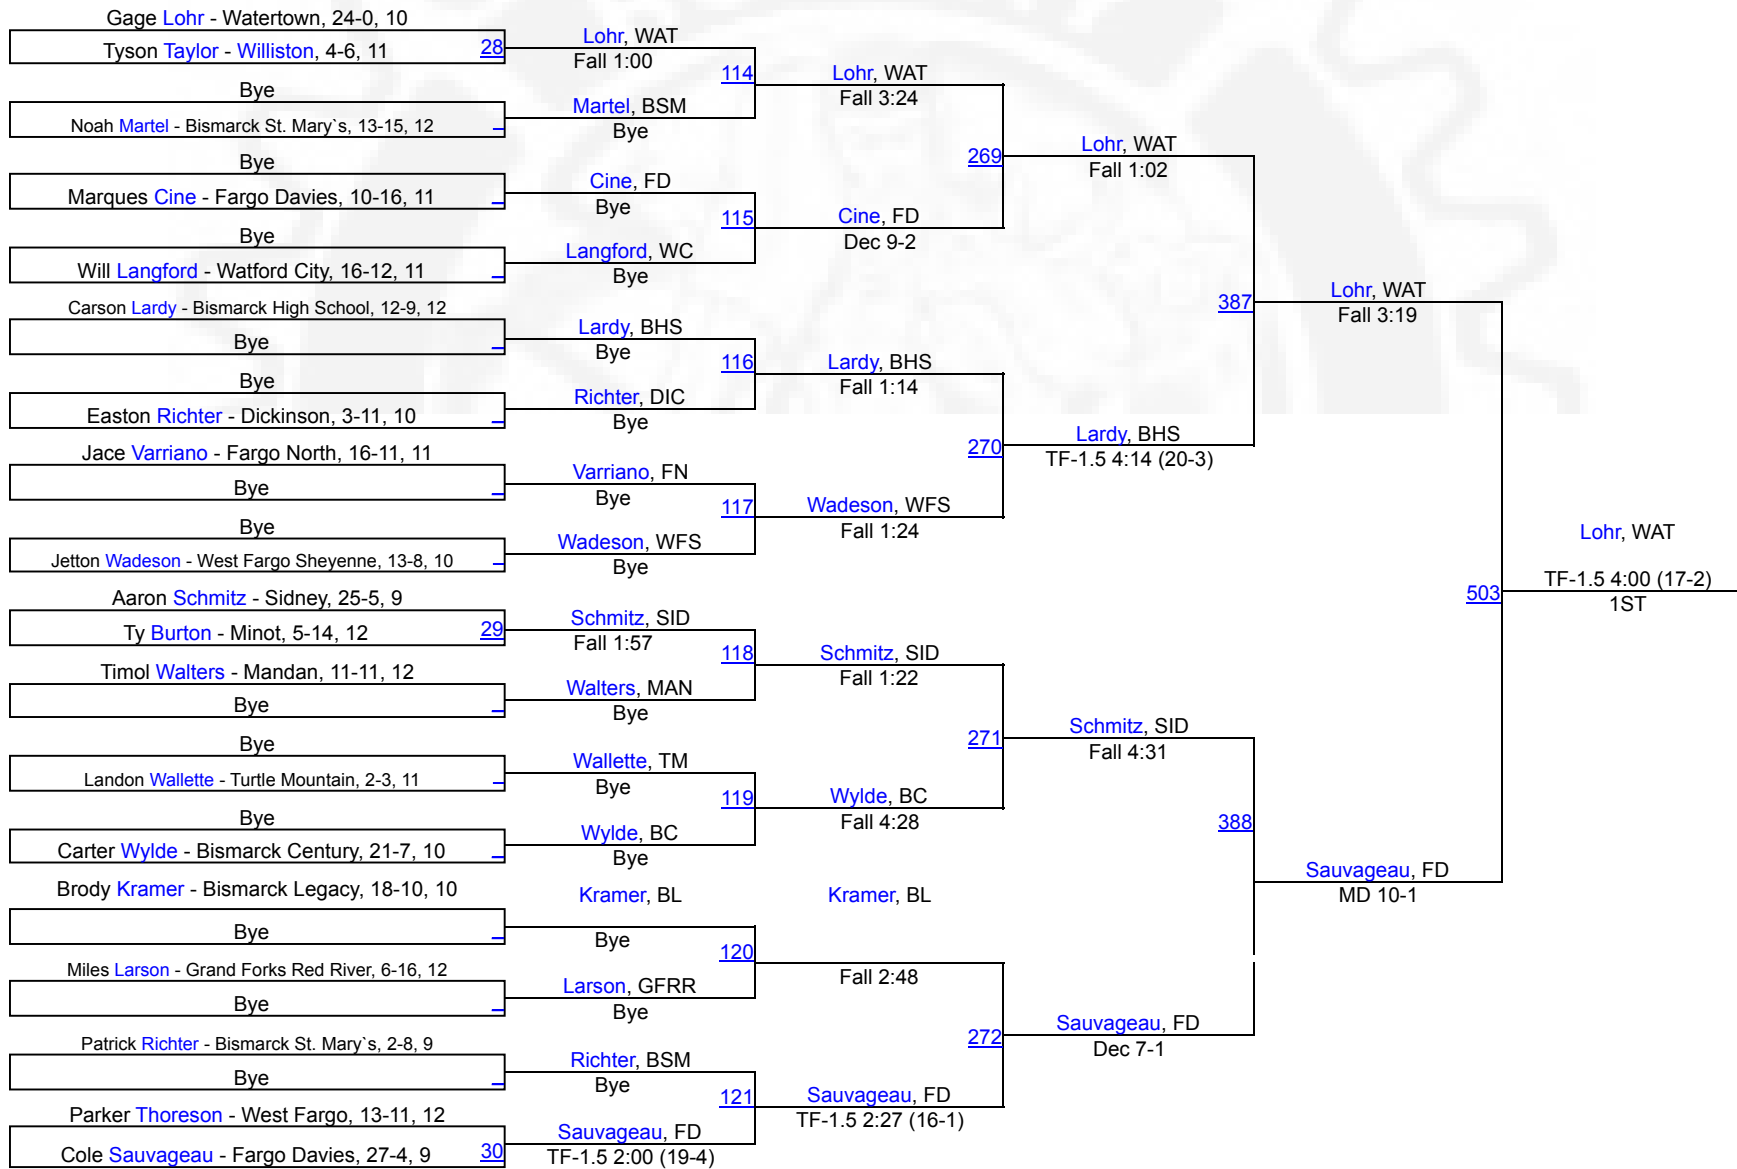 Gage Lohr - Watertown, 24-0, 10
Tyson Taylor - Williston, 4-6, 11 28
Bye
Noah Martel - Bismarck St. Mary`s, 13-15, 12
Bye
Marques Cine - Fargo Davies, 10-16, 11
Bye
Will Langford - Watford City, 16-12, 11
Carson Lardy - Bismarck High School, 12-9, 12
Bye
Bye
Easton Richter - Dickinson, 3-11, 10
Jace Varriano - Fargo North, 16-11, 11
Bye
Bye
Jetton Wadeson - West Fargo Sheyenne, 13-8, 10
Aaron Schmitz - Sidney, 25-5, 9
Ty Burton - Minot, 5-14, 12 29
Timol Walters - Mandan, 11-11, 12
Bye
Bye
Landon Wallette - Turtle Mountain, 2-3, 11
Bye
Carter Wylde - Bismarck Century, 21-7, 10
Brody Kramer - Bismarck Legacy, 18-10, 10
Bye
Miles Larson - Grand Forks Red River, 6-16, 12
Bye
Patrick Richter - Bismarck St. Mary`s, 2-8, 9
Bye
Parker Thoreson - West Fargo, 13-11, 12
Cole Sauvageau - Fargo Davies, 27-4, 9 30
Lohr, WAT
Fall 1:00
114
Martel, BSM
Bye
Cine, FD
Bye
115
Langford, WC
Bye
Lardy, BHS
Bye
116
Richter, DIC
Bye
Varriano, FN
Bye
117
Wadeson, WFS
Bye
Schmitz, SID
Fall 1:57
118
Walters, MAN
Bye
Wallette, TM
Bye
119
Wylde, BC
Bye
Kramer, BL
Bye
120
Larson, GFRR
Bye
Richter, BSM
Bye
121
Sauvageau, FD
TF-1.5 2:00 (19-4)
Lohr, WAT
Fall 3:24
269
Cine, FD
Dec 9-2
Lardy, BHS
Fall 1:14
270
Wadeson, WFS
Fall 1:24
Schmitz, SID
Fall 1:22
271
Wylde, BC
Fall 4:28
Kramer, BL
Fall 2:48
272
Sauvageau, FD
TF-1.5 2:27 (16-1)
Lohr, WAT
Fall 1:02
387
Lardy, BHS
TF-1.5 4:14 (20-3)
Schmitz, SID
Fall 4:31
388
Sauvageau, FD
Dec 7-1
Lohr, WAT
Fall 3:19
503
Sauvageau, FD
MD 10-1
Lohr, WAT
TF-1.5 4:00 (17-2)
1ST